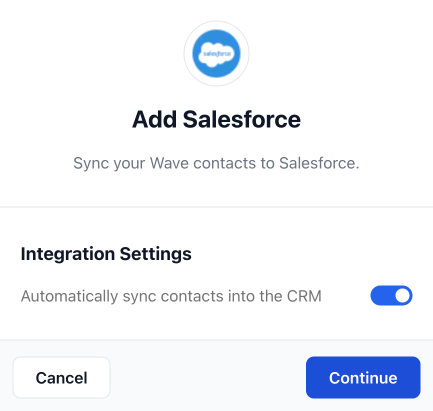 salesforce
Add Salesforce
Sync your Wave contacts to Salesforce.
Integration Settings
Automatically sync contacts into the CRM
Cancel
Continue